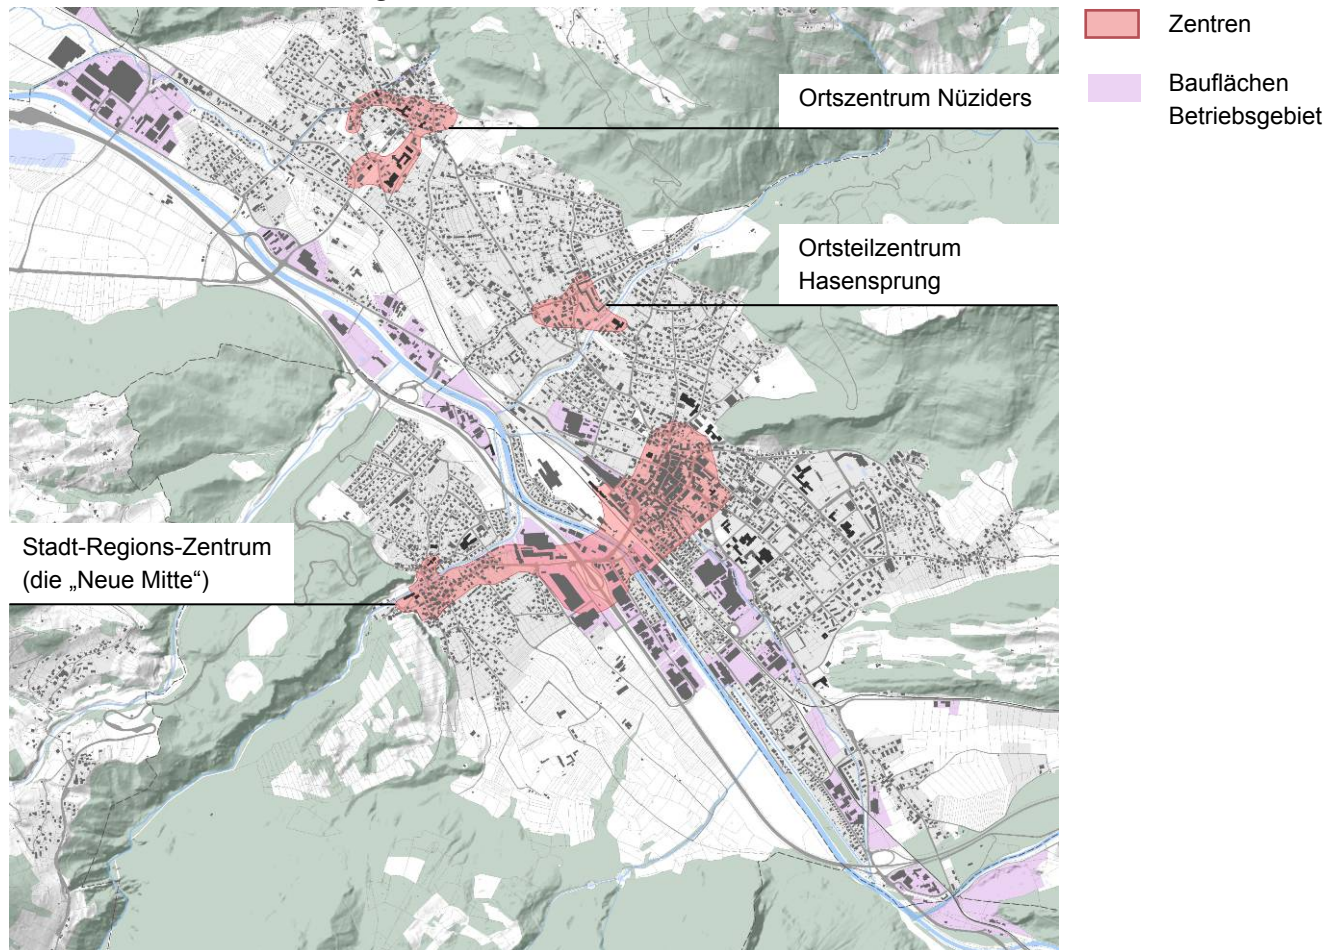 Zentren
Bauflächen
Betriebsgebiet
Ortszentrum Nüziders
Ortsteilzentrum
Hasensprung
Stadt-Regions-Zentrum
(die „Neue Mitte“)